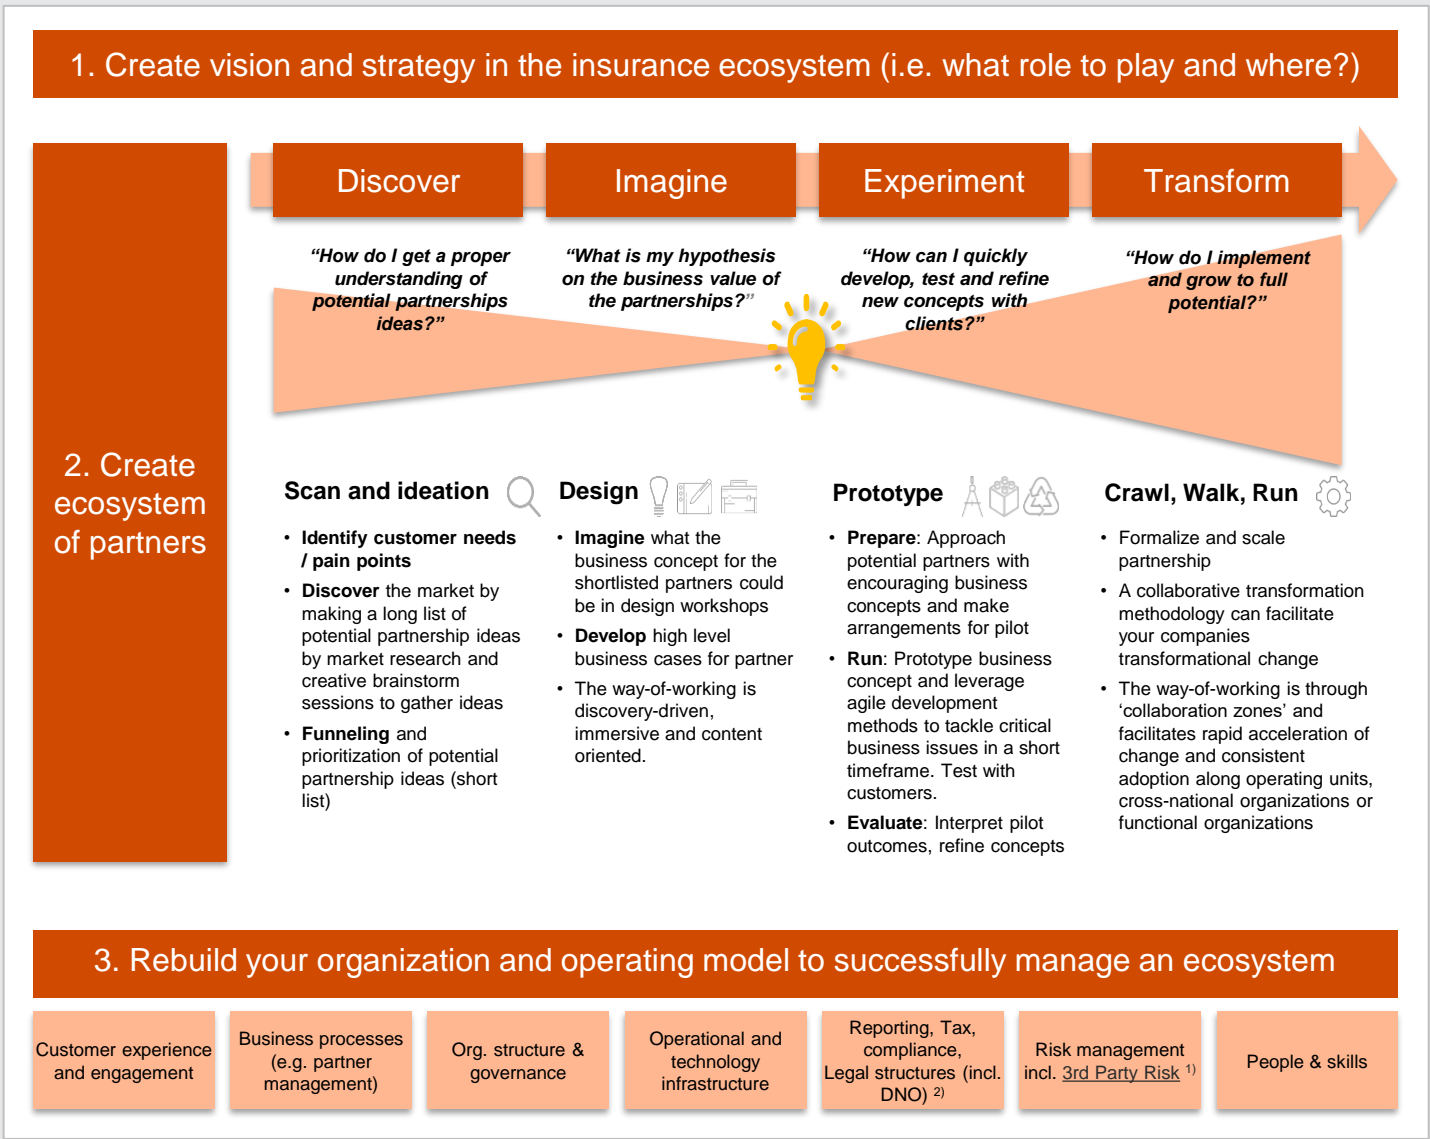 1. Create vision and strategy in the insurance ecosystem (i.e. what role to play and where?)
2. Create
ecosystem
of partners
Discover
Imagine
Experiment
Transform
“How do I get a proper
understanding of
potential partnerships
ideas?”
“What is my hypothesis
on the business value of
the partnerships?”
“How can I quickly
develop, test and refine
new concepts with
clients?”
“How do I implement
and grow to full
potential?”
Scan and ideation
• Identify customer needs
/ pain points
• Discover the market by
making a long list of
potential partnership ideas
by market research and
creative brainstorm
sessions to gather ideas
• Funneling and
prioritization of potential
partnership ideas (short
list)
Design
• Imagine what the
business concept for the
shortlisted partners could
be in design workshops
• Develop high level
business cases for partner
• The way-of-working is
discovery-driven,
immersive and content
oriented.
Prototype
• Prepare: Approach
potential partners with
encouraging business
concepts and make
arrangements for pilot
• Run: Prototype business
concept and leverage
agile development
methods to tackle critical
business issues in a short
timeframe. Test with
customers.
• Evaluate: Interpret pilot
outcomes, refine concepts
Crawl, Walk, Run
• Formalize and scale
partnership
• A collaborative transformation
methodology can facilitate
your companies
transformational change
• The way-of-working is through
‘collaboration zones’ and
facilitates rapid acceleration of
change and consistent
adoption along operating units,
cross-national organizations or
functional organizations
3. Rebuild your organization and operating model to successfully manage an ecosystem
Customer experience
and engagement
Business processes
(e.g. partner
management)
Org. structure &
governance
Operational and
technology
infrastructure
Reporting, Tax,
compliance,
Legal structures (incl.
DNO) 2)
Risk management
incl. 3rd Party Risk 1)
People & skills